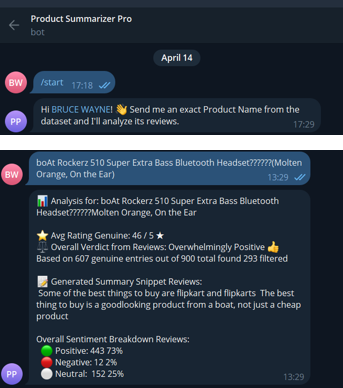 Product Summarizer Pro
bot
April 14
BW
/start 17:18
Hi BRUCE WAYNE! 👋 Send me an exact Product Name from the
dataset and I'll analyze its reviews.
PP
17:29
boAt Rockerz 510 Super Extra Bass Bluetooth Headset??????(Molten
Orange, On the Ear)
BW
13:29
📊 Analysis for: boAt Rockerz 510 Super Extra Bass Bluetooth
Headset??????Molten Orange, On the Ear
⭐ Avg Rating Genuine: 46 / 5 ★
⚖️ Overall Verdict from Reviews: Overwhelmingly Positive 👍
Based on 607 genuine entries out of 900 total found 293 filtered
📝 Generated Summary Snippet Reviews:
Some of the best things to buy are flipkart and flipkarts The best
thing to buy is a goodlooking product from a boat, not just a cheap
product
Overall Sentiment Breakdown Reviews:
🟢 Positive: 443 73%
🔴 Negative: 12 2%
⚪ Neutral: 152 25%
PP
13:29